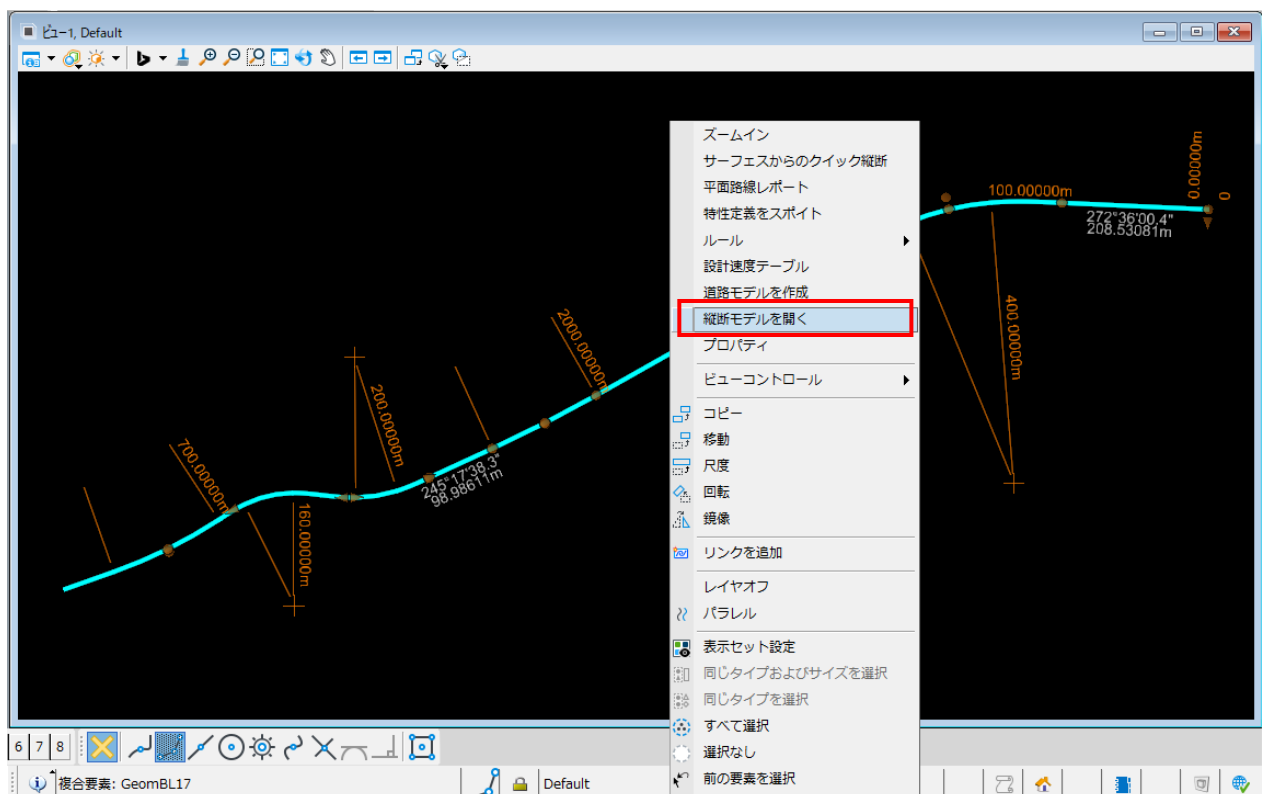 ビュー1, Default
0.00000m
0
100.00000m
272°36'00.4"
208.53081m
400.00000m
2000.00000m
200.00000m
245°17'38.3"
98.98611m
700.00000m
160.00000m
ズームイン
サーフェスからのクイック縦断
平面路線レポート
特性定義をスポイト
ルール
設計速度テーブル
道路モデルを作成
縦断モデルを開く
プロパティ
ビューコントロール
コピー
移動
尺度
回転
鏡像
リンクを追加
レイヤオフ
パラレル
表示セット設定
同じタイプおよびサイズを選択
同じタイプを選択
すべて選択
選択なし
前の要素を選択
6 7 8
複合要素: GeomBL17
Default